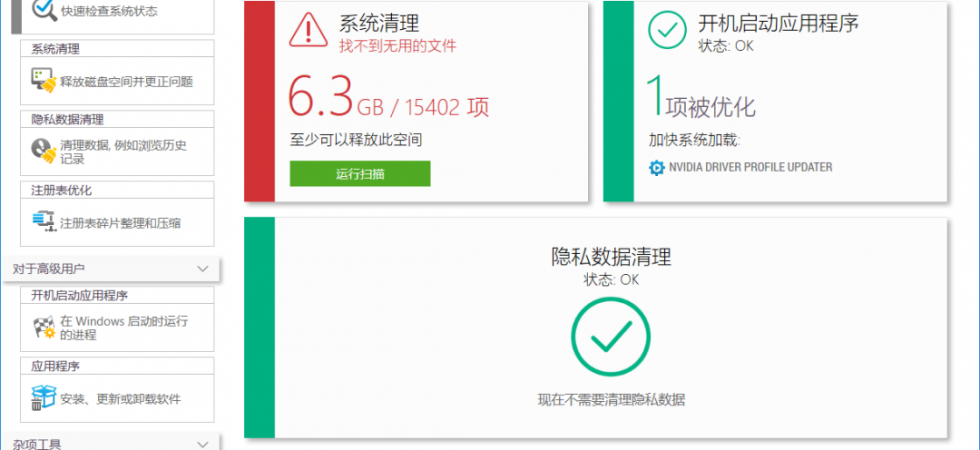 快速检查系统状态
系统清理
释放磁盘空间并更正问题
隐私数据清理
清理数据, 例如浏览历史
记录
注册表优化
注册表碎片整理和压缩
对于高级用户
开机启动应用程序
在 Windows 启动时运行
的进程
应用程序
安装、更新或卸载软件
杂项工具
系统清理
找不到无用的文件
6.3 GB / 15402 项
至少可以释放此空间
运行扫描
开机启动应用程序
状态: OK
1项被优化
加快系统加载:
NVIDIA DRIVER PROFILE UPDATER
隐私数据清理
状态: OK
现在不需要清理隐私数据